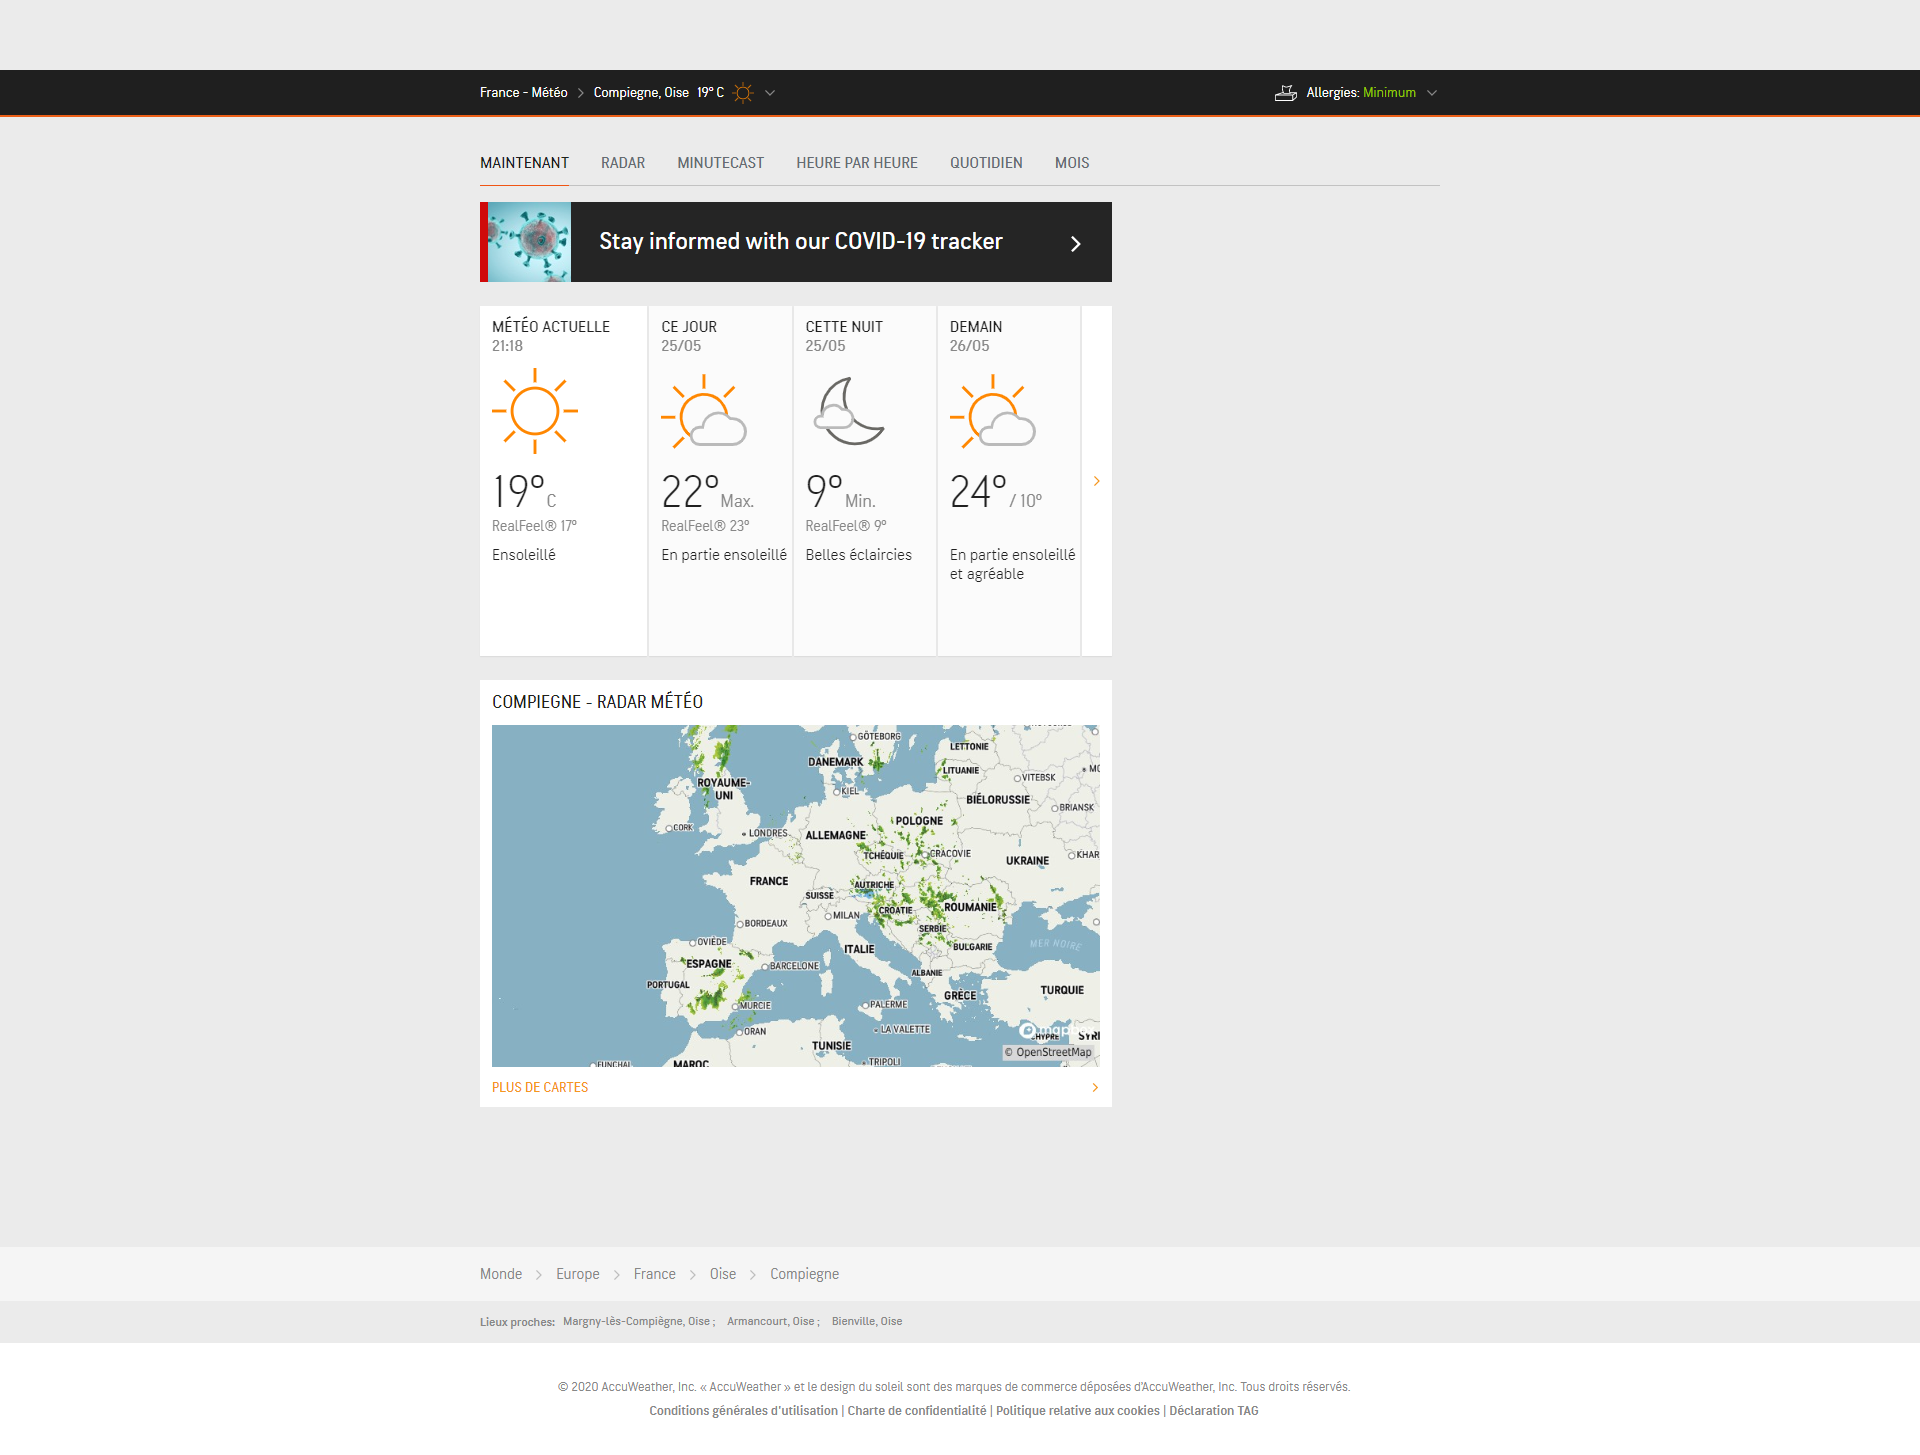 France - Météo
Compiegne, Oise 19° C
Allergies: Minimum
MAINTENANT
RADAR
MINUTECAST
HEURE PAR HEURE
QUOTIDIEN
MOIS
Stay informed with our COVID-19 tracker
MÉTÉO ACTUELLE
21:18
19° C
RealFeel® 17°
Ensoleillé
CE JOUR
25/05
22° Max.
RealFeel® 23°
En partie ensoleillé
CETTE NUIT
25/05
9° Min.
RealFeel® 9°
Belles éclaircies
DEMAIN
26/05
24° / 10°
En partie ensoleillé
et agréable
COMPIEGNE - RADAR MÉTÉO
GÖTEBORG
LETTONIE
DANEMARK
LITUANIE
MO
VITEBSK
ROYAUME-
UNI
KIEL
BIÉLORUSSIE
BRIANSK
CORK
LONDRES
ALLEMAGNE
POLOGNE
TCHÉQUIE
CRACOVIE
UKRAINE
KHAR
FRANCE
AUTRICHE
SUISSE
MILAN
CROATIE
ROUMANIE
BORDEAUX
SERBIE
OVIÉDE
ITALIE
BULGARIE
MER NOIRE
ESPAGNE
BARCELONE
ALBANIE
PORTUGAL
GRÈCE
TURQUIE
MURCIE
PALERME
ORAN
LA VALETTE
mapbox
CHYPRE
SYRI
TUNISIE
© OpenStreetMap
FUNCHAL
MAROC
TRIPOLI
PLUS DE CARTES
Monde
Europe
France
Oise
Compiegne
Lieux proches: Margny-lès-Compiègne, Oise ; Armancourt, Oise ; Bienville, Oise
© 2020 AccuWeather, Inc. « AccuWeather » et le design du soleil sont des marques de commerce déposées d'AccuWeather, Inc. Tous droits réservés.
Conditions générales d'utilisation | Charte de confidentialité | Politique relative aux cookies | Déclaration TAG